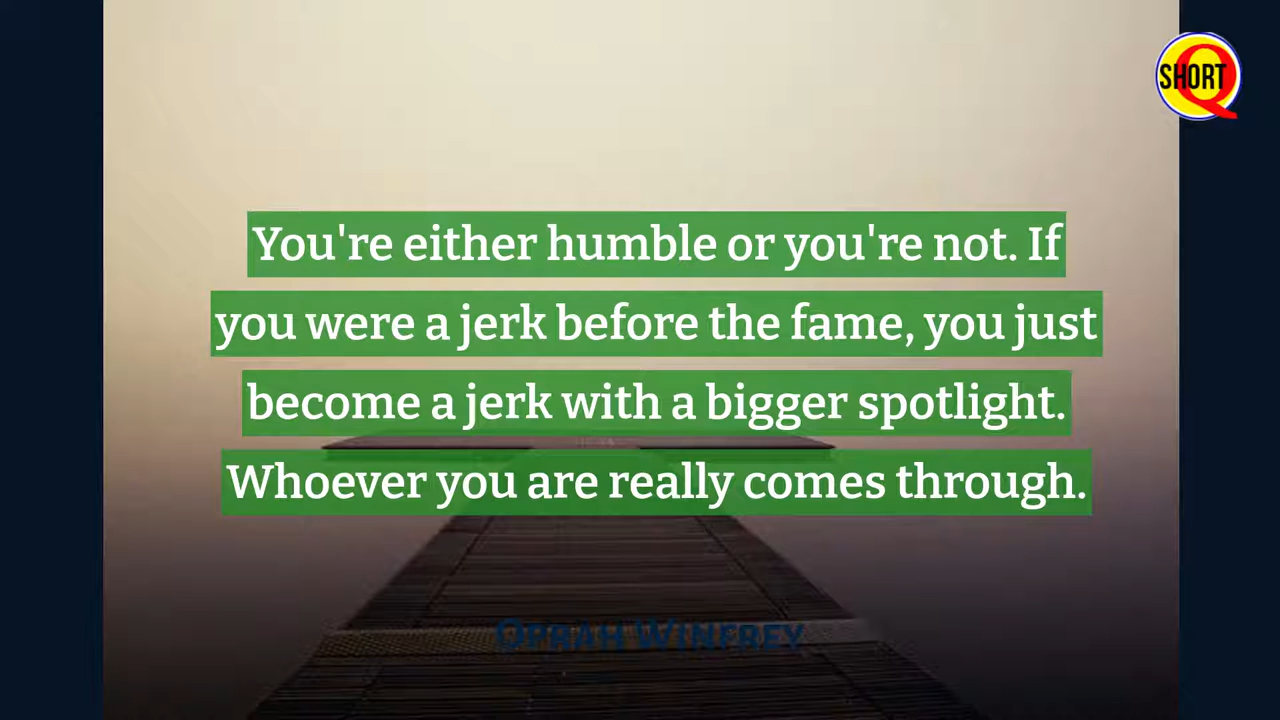 SHORT Q
You're either humble or you're not. If
you were a jerk before the fame, you just
become a jerk with a bigger spotlight.
Whoever you are really comes through.
OPRAH WINFREY